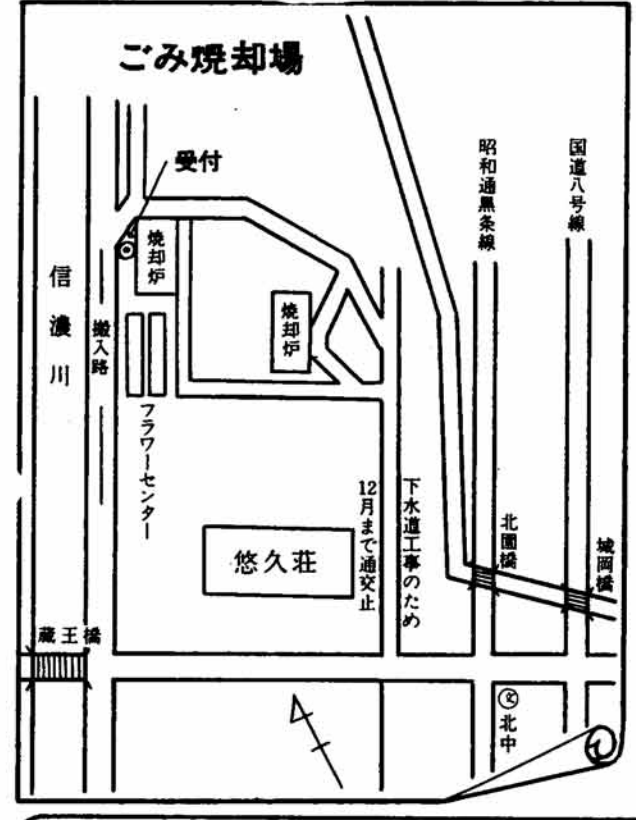 ごみ焼却場
受付
焼却炉
焼却炉
昭和通黒条線
国道八号線
信濃川
搬入路
フラワーセンター
下水道工事のため
12月まで通交止
悠久荘
北園橋
城岡橋
蔵王橋
文
北中